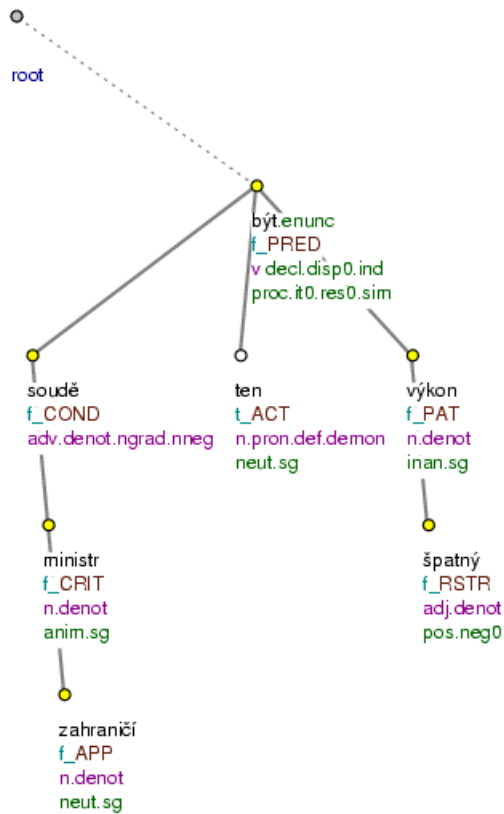 root
být.enunc
f_PRED
v decl.disp0.ind
proc.it0.res0.sim
soudě
f_COND
adv.denot.ngrad.nneg
ten
t_ACT
n.pron.def.demon
neut.sg
výkon
f_PAT
n.denot
inan.sg
ministr
f_CRIT
n.denot
anim.sg
špatný
f_RSTR
adj.denot
pos.neg0
zahraničí
f_APP
n.denot
neut.sg